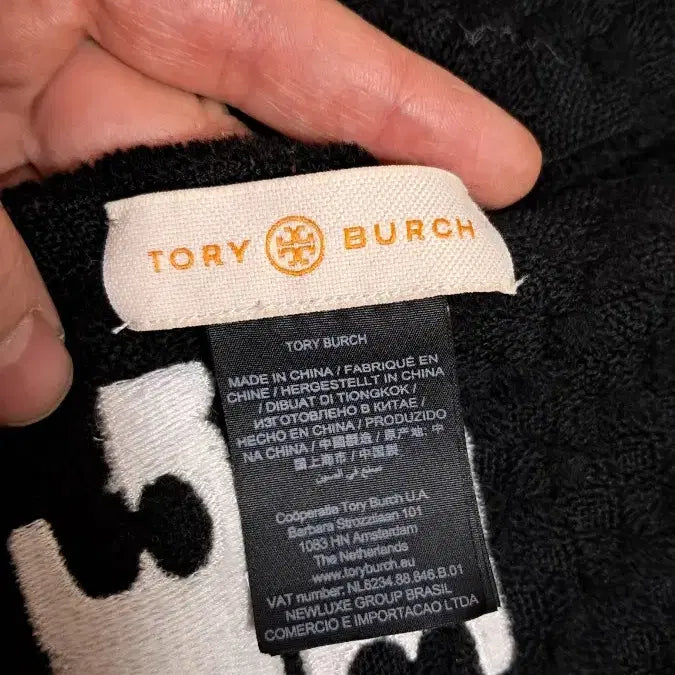 TORY BURCH
TORY BURCH
MADE IN CHINA / FABRIQUÉ EN
CHINE / HERGESTELLT IN CHINA
/ DIBUAT DI TIONGKOK /
ИЗГОТОВЛЕНО В КИТАЕ /
HECHO EN CHINA / PRODUZIDO
NA CHINA / 中國製造 / 原产地: 中
國上海市 / 中国製
صنع في الصين
Coöperatie Tory Burch U.A.
Barbara Strozzilaan 101
1083 HN Amsterdam
The Netherlands
www.toryburch.eu
VAT number: NL8234.88.846.B.01
NEWLUXE GROUP BRASIL
COMERCIO E IMPORTACAO LTDA